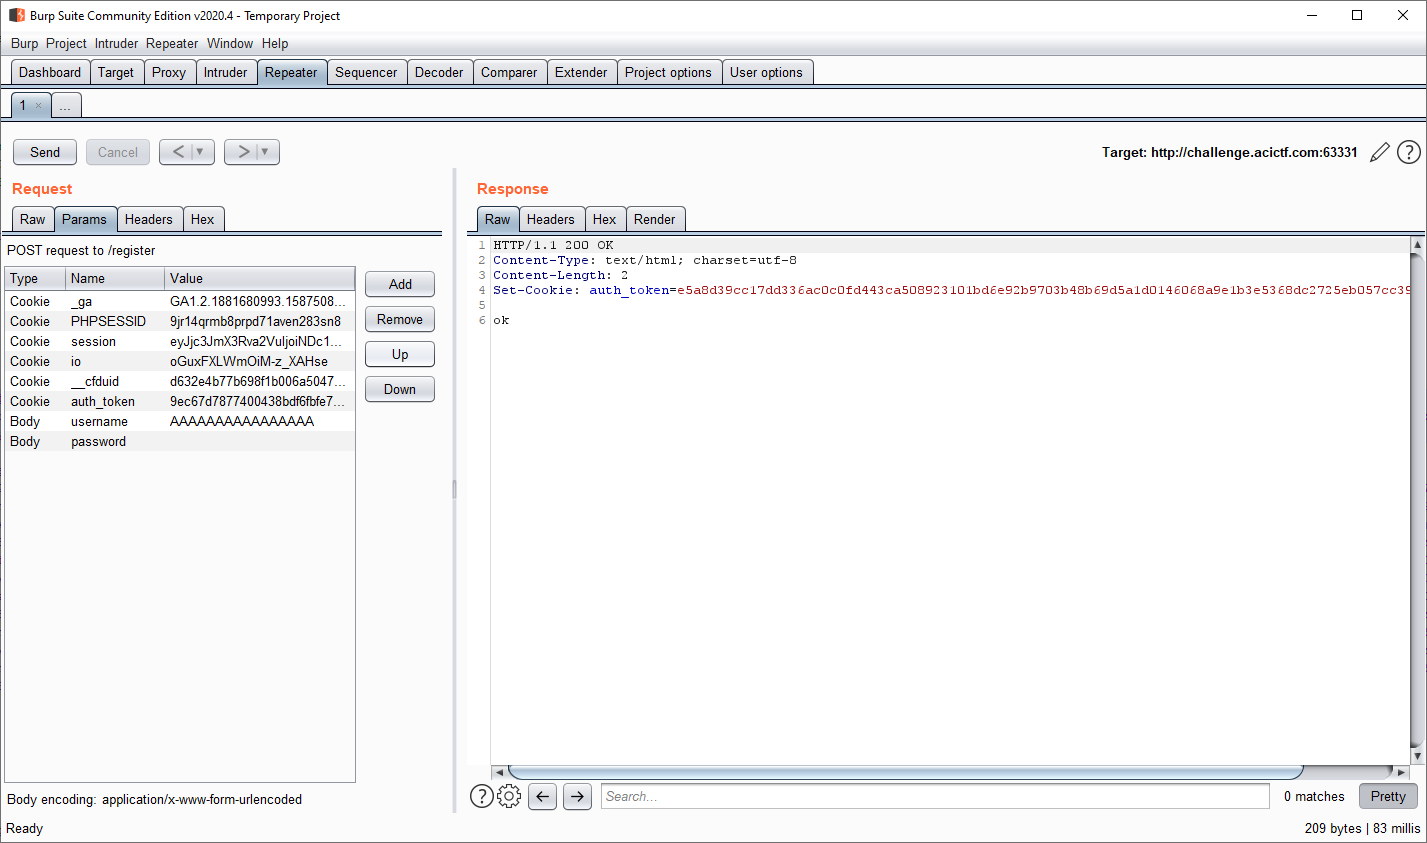 Burp Suite Community Edition v2020.4 - Temporary Project
Burp Project Intruder Repeater Window Help
Dashboard Target Proxy Intruder Repeater Sequencer Decoder Comparer Extender Project options User options
1 × ...
Send Cancel < > Target: http://challenge.acictf.com:63331 ?
Request
Raw Params Headers Hex
POST request to /register
Type Name Value
Cookie _ga GA1.2.1881680993.1587508...
Cookie PHPSESSID 9jr14qrmb8prpd71aven283sn8
Cookie session eyJjc3JmX3Rva2VuIjoiNDc1...
Cookie io oGuxFXLWmOiM-z_XAHse
Cookie __cfduid d632e4b77b698f1b006a5047...
Cookie auth_token 9ec67d7877400438bdf6fbfe7...
Body username AAAAAAAAAAAAAAAA
Body password
Add
Remove
Up
Down
Body encoding: application/x-www-form-urlencoded
Response
Raw Headers Hex Render
1 HTTP/1.1 200 OK
2 Content-Type: text/html; charset=utf-8
3 Content-Length: 2
4 Set-Cookie: auth_token=e5a8d39cc17dd336ac0c0fd443ca508923101bd6e92b9703b48b69d5a1d0146068a9e1b3e5368dc2725eb057cc39
5
6 ok
? Search... 0 matches Pretty
Ready 209 bytes | 83 millis